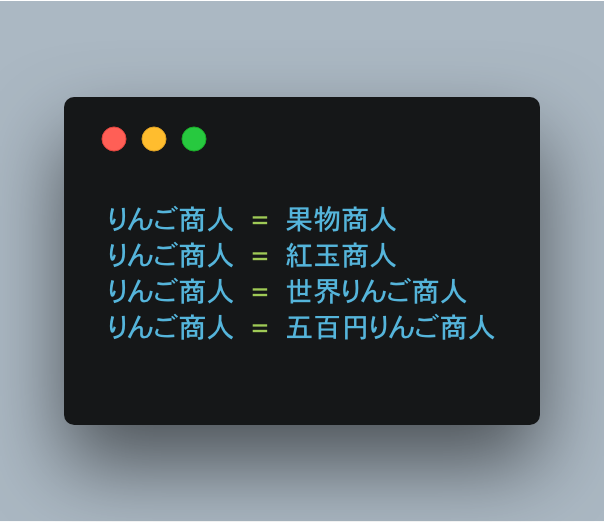 りんご商人 = 果物商人
りんご商人 = 紅玉商人
りんご商人 = 世界りんご商人
りんご商人 = 五百円りんご商人